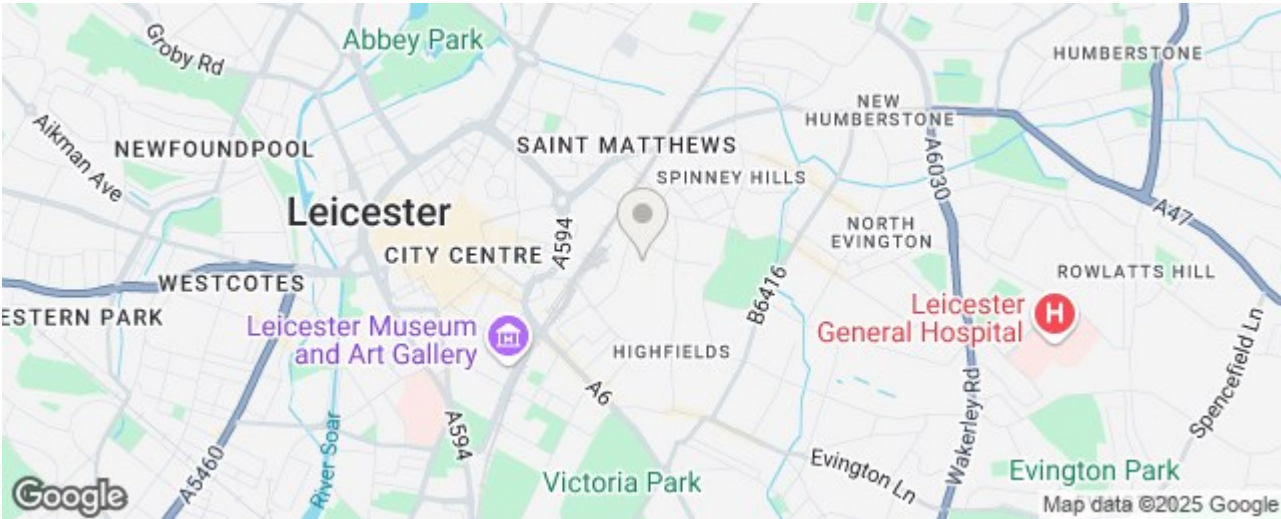 Groby Rd
Abbey Park
HUMBERSTONE
NEW
HUMBERSTONE
Aikman Ave
NEWFOUNDPOOL
SAINT MATTHEWS
A6030
SPINNEY HILLS
Leicester
A594
A47
NORTH
EVINGTON
CITY CENTRE
WESTCOTES
B6416
ROWLATTS HILL
ESTERN PARK
Leicester Museum
and Art Gallery
Leicester
General Hospital
H
HIGHFIELDS
Spencefield Ln
A6
A594
Wakerley Rd
River Soar
A5460
Evington Ln
Victoria Park
Evington Park
Google
Map data ©2025 Google